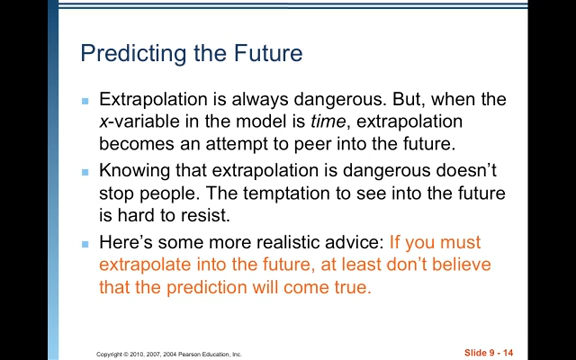 Predicting the Future
Extrapolation is always dangerous. But, when the
x-variable in the model is time, extrapolation
becomes an attempt to peer into the future.
Knowing that extrapolation is dangerous doesn't
stop people. The temptation to see into the future
is hard to resist.
Here's some more realistic advice: If you must
extrapolate into the future, at least don't believe
that the prediction will come true.
Copyright © 2010, 2007, 2004 Pearson Education, Inc.
Slide 9 - 14